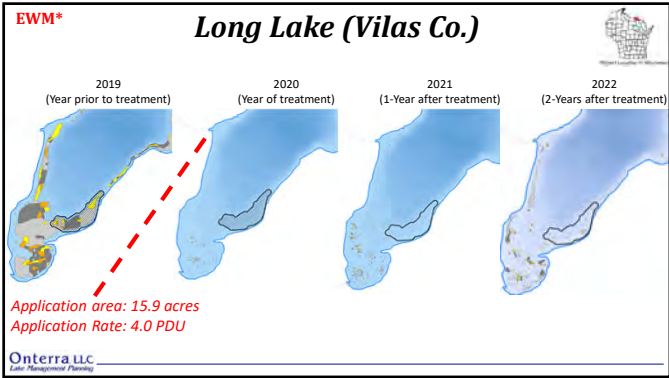 EWM*
Long Lake (Vilas Co.)
2019
(Year prior to treatment)
2020
(Year of treatment)
2021
(1-Year after treatment)
2022
(2-Years after treatment)
Application area: 15.9 acres
Application Rate: 4.0 PDU
Onterra LLC
Lake Management Planning